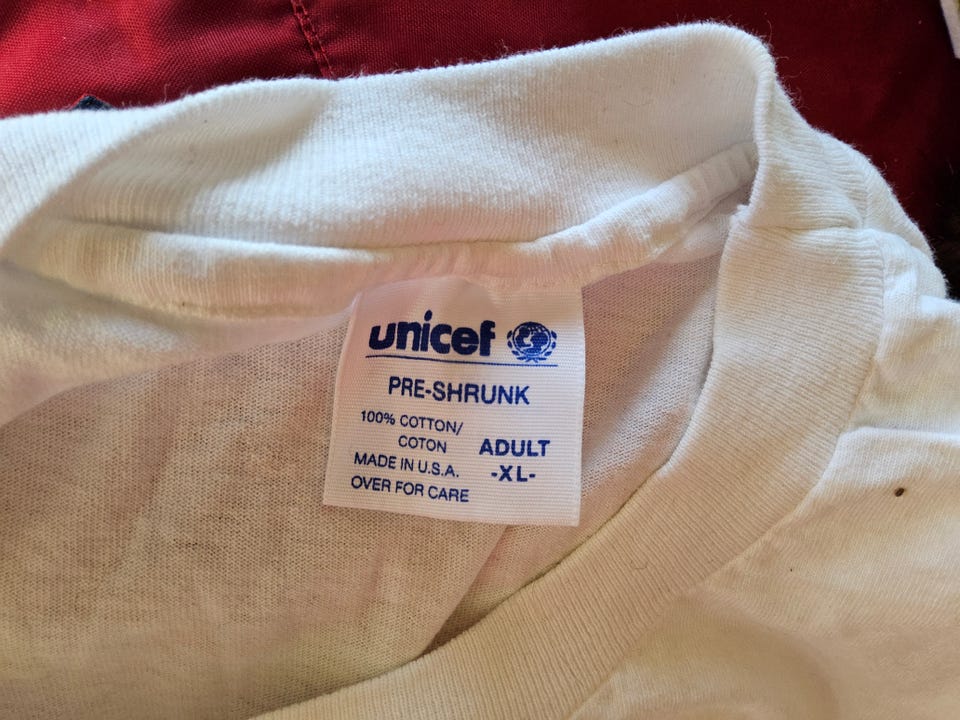 unicef
PRE-SHRUNK
100% COTTON/
COTON
ADULT
MADE IN U.S.A.
-XL-
OVER FOR CARE